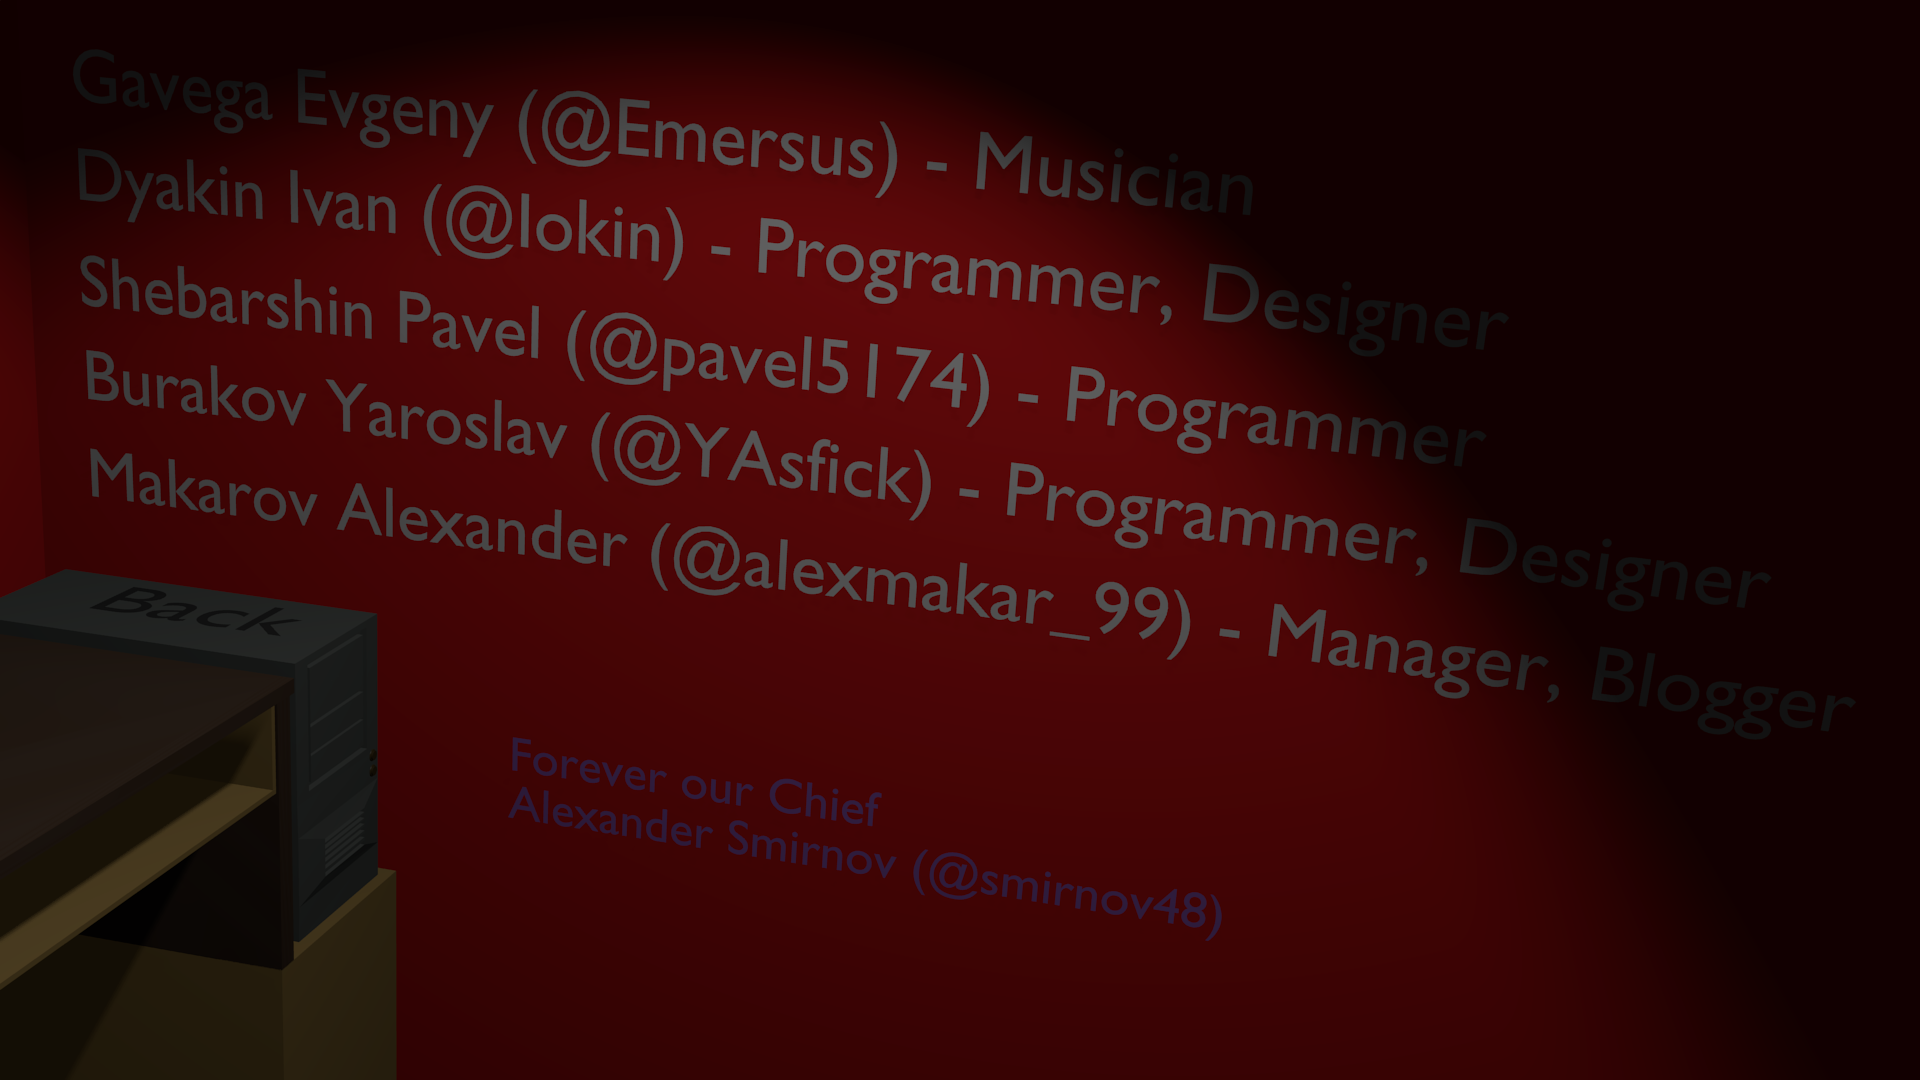 Gavega Evgeny (@Emersus) - Musician
Dyakin Ivan (@lokin) - Programmer, Designer
Shebarshin Pavel (@pavel5174) - Programmer
Burakov Yaroslav (@YAsfick) - Programmer, Designer
Makarov Alexander (@alexmakar_99) - Manager, Blogger
Back
Forever our Chief
Alexander Smirnov (@smirnov48)